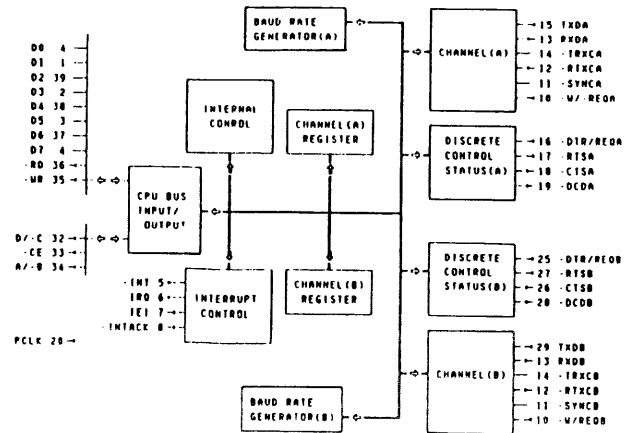 D0 4
D1 1
D2 39
D3 2
D4 38
D5 3
D6 37
D7 4
-RD 36
-WR 35
D/-C 32
-CE 33
A/-B 34
PCLK 20
CPU BUS
INPUT/
OUTPUT
INTERNAL
CONROL
-INT 5
IRO 6
IEI 7
-INTACK 8
INTERRUPT
CONTROL
BAUD RATE
GENERATOR(A)
CHANNEL(A)
REGISTER
CHANNEL(B)
REGISTER
BAUD RATE
GENERATOR(B)
CHANNEL(A)
15 TXDA
13 RXDA
14 -TRXCA
12 -RTXCA
11 -SYNCA
10 -W/-REQA
DISCRETE
CONTROL
STATUS(A)
16 -DTR/REQA
17 -RTSA
18 -CTSA
19 -DCDA
DISCRETE
CONTROL
STATUS(B)
25 -DTR/REQB
27 -RTSB
26 -CTSB
28 -DCDB
CHANNEL(B)
29 TXDB
13 RXDB
14 -TRXCB
12 -RTXCB
11 -SYNCB
10 -W/REQB